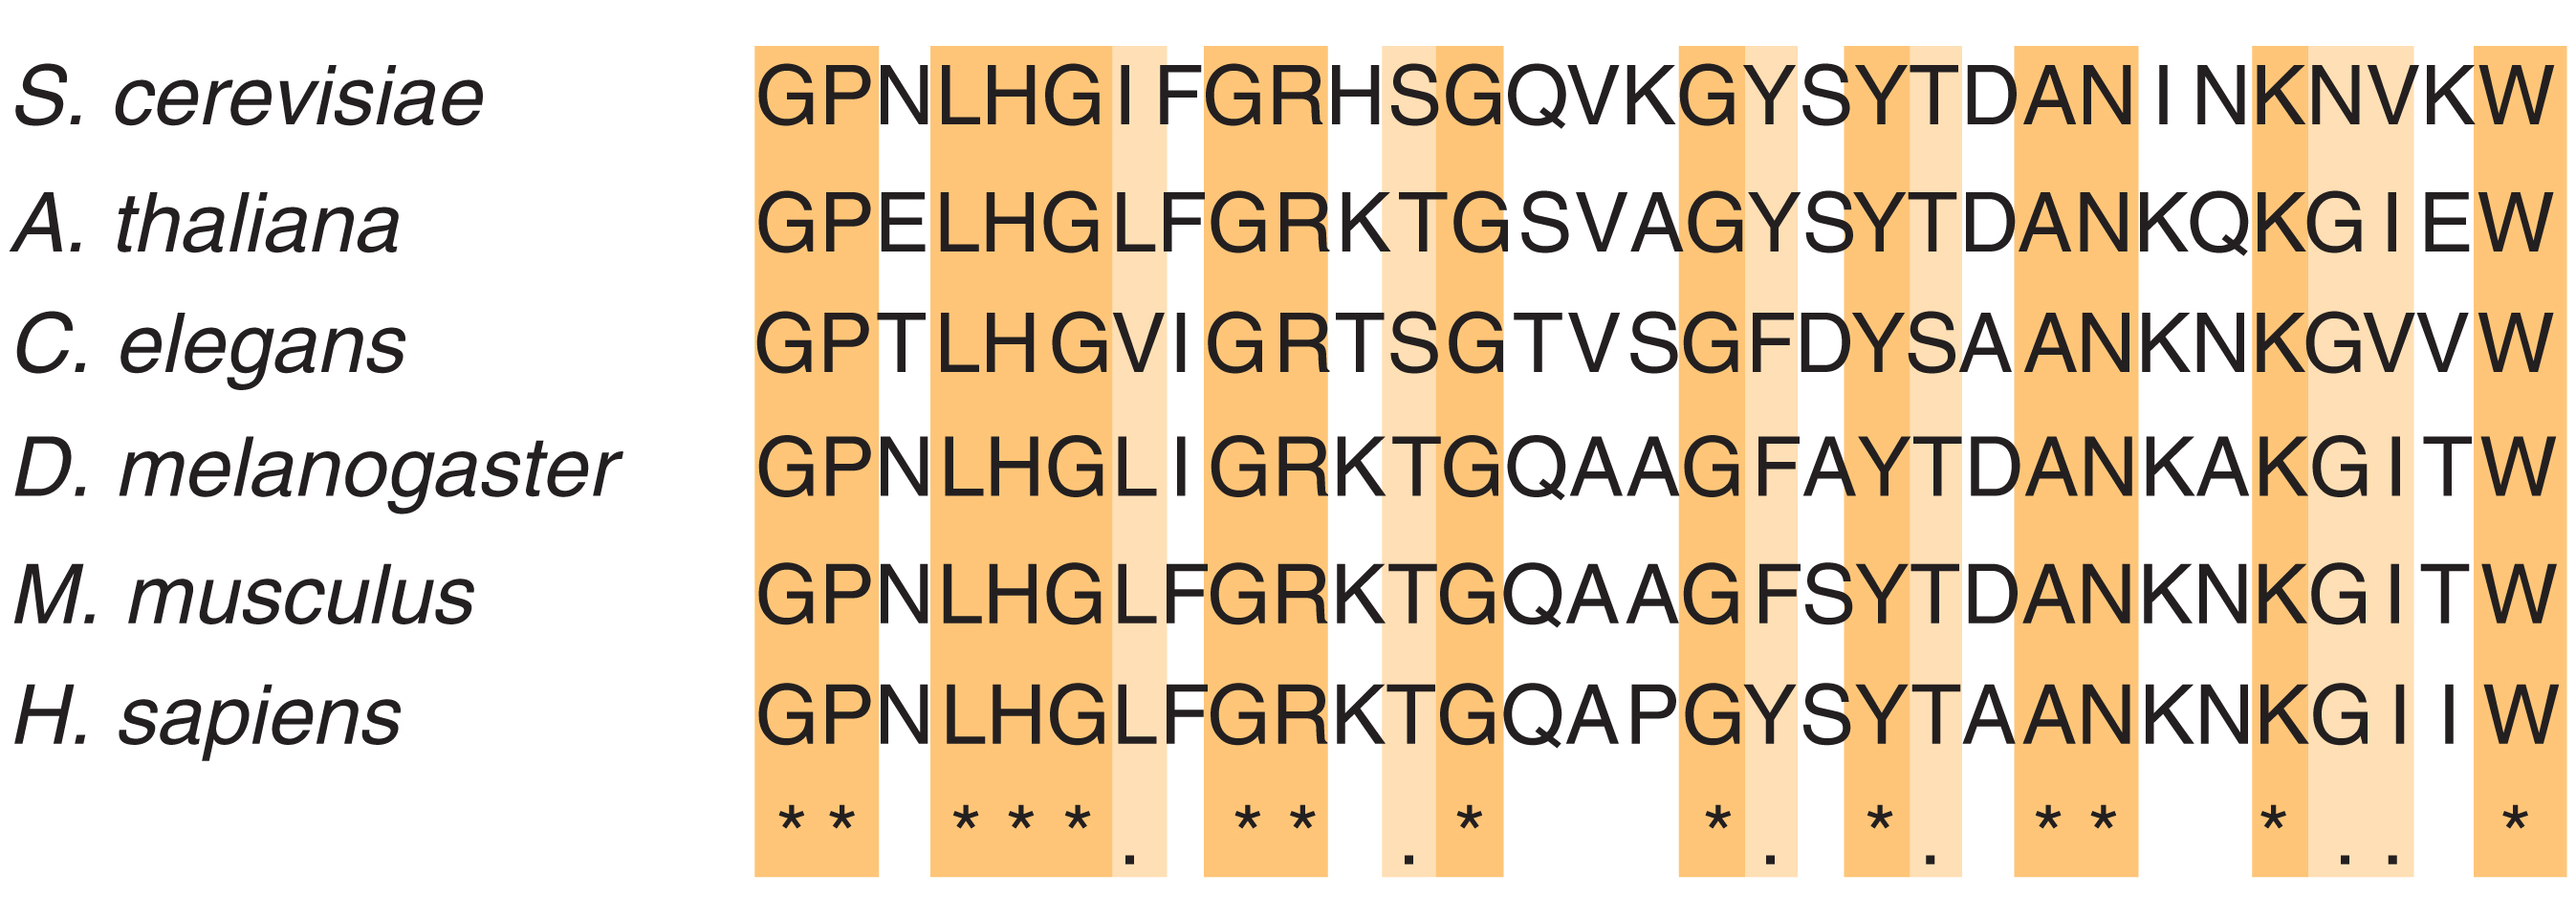 S. cerevisiae GPNLHGIFGRHSGQVKGYSYTDANINKNVKW
A. thaliana GPELHGLFGRKTGSVAGYSYTDANKQKGIEW
C. elegans GPTLHGVIGRTSGTVSGFDYSAANKNKGVVW
D. melanogaster GPNLHGLIGRKTGQAAGFAYTDANKAKGITW
M. musculus GPNLHGLFGRKTGQAAGFSYTDANKNKGITW
H. sapiens GPNLHGLFGRKTGQAPGYSYTAANKNKGIIW
* * * * * * * * * * * * * *
. . . . . .